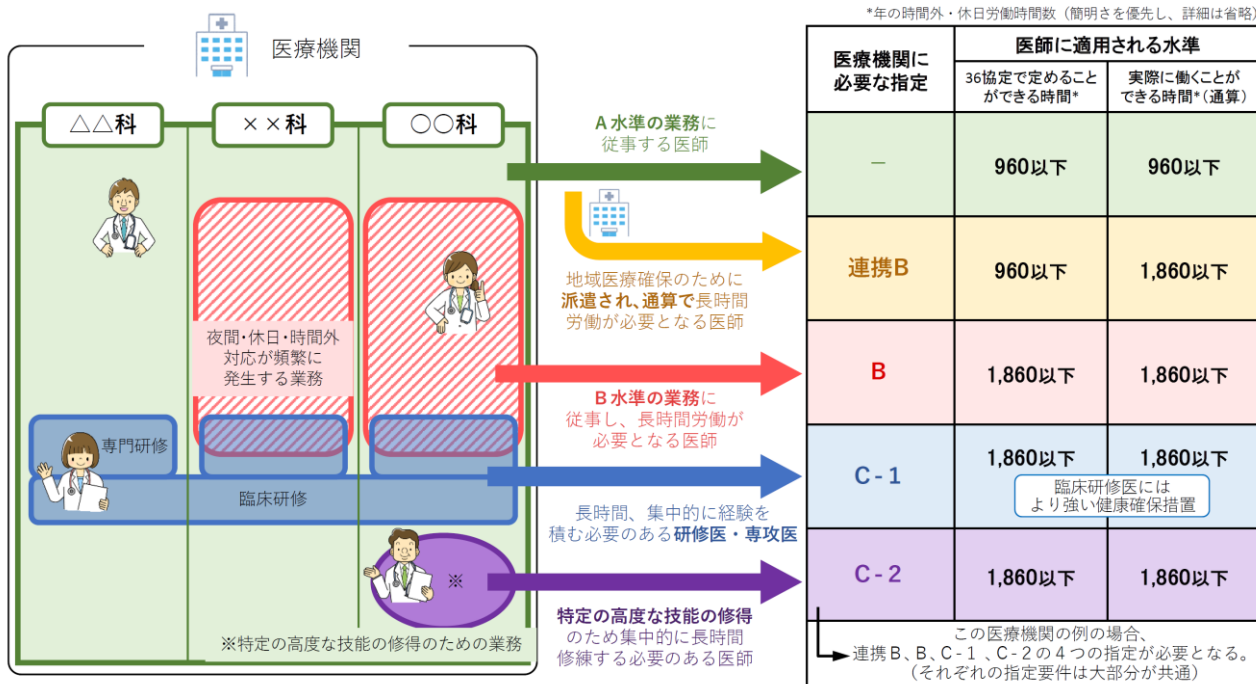 *年の時間外・休日労働時間数（簡明さを優先し、詳細は省略）
医療機関
△△科
××科
○○科
夜間・休日・時間外
対応が頻繁に
発生する業務
専門研修
臨床研修
※
※特定の高度な技能の修得のための業務
A水準の業務に
従事する医師
地域医療確保のために
派遣され、通算で長時間
労働が必要となる医師
B水準の業務に
従事し、長時間労働が
必要となる医師
長時間、集中的に経験を
積む必要のある研修医・専攻医
特定の高度な技能の修得
のため集中的に長時間
修練する必要のある医師
医療機関に
必要な指定
医師に適用される水準
36協定で定めること
ができる時間*
実際に働くことが
できる時間*（通算）
－
960以下
960以下
連携B
960以下
1,860以下
B
1,860以下
1,860以下
C-1
1,860以下
1,860以下
臨床研修医には
より強い健康確保措置
C-2
1,860以下
1,860以下
この医療機関の例の場合、
連携B、B、C-1、C-2の４つの指定が必要となる。
（それぞれの指定要件は大部分が共通）